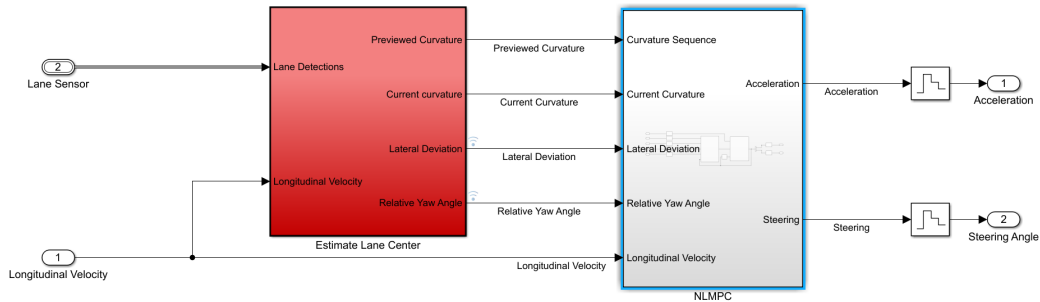 Previewed Curvature
Previewed Curvature
Curvature Sequence
2
Lane Sensor
Lane Detections
Current curvature
Current Curvature
Current Curvature
Acceleration
Acceleration
1
Acceleration
Lateral Deviation
Lateral Deviation
Lateral Deviation
Longitudinal Velocity
Relative Yaw Angle
Relative Yaw Angle
Relative Yaw Angle
Steering
Steering
2
Steering Angle
Estimate Lane Center
1
Longitudinal Velocity
Longitudinal Velocity
Longitudinal Velocity
NLMPC